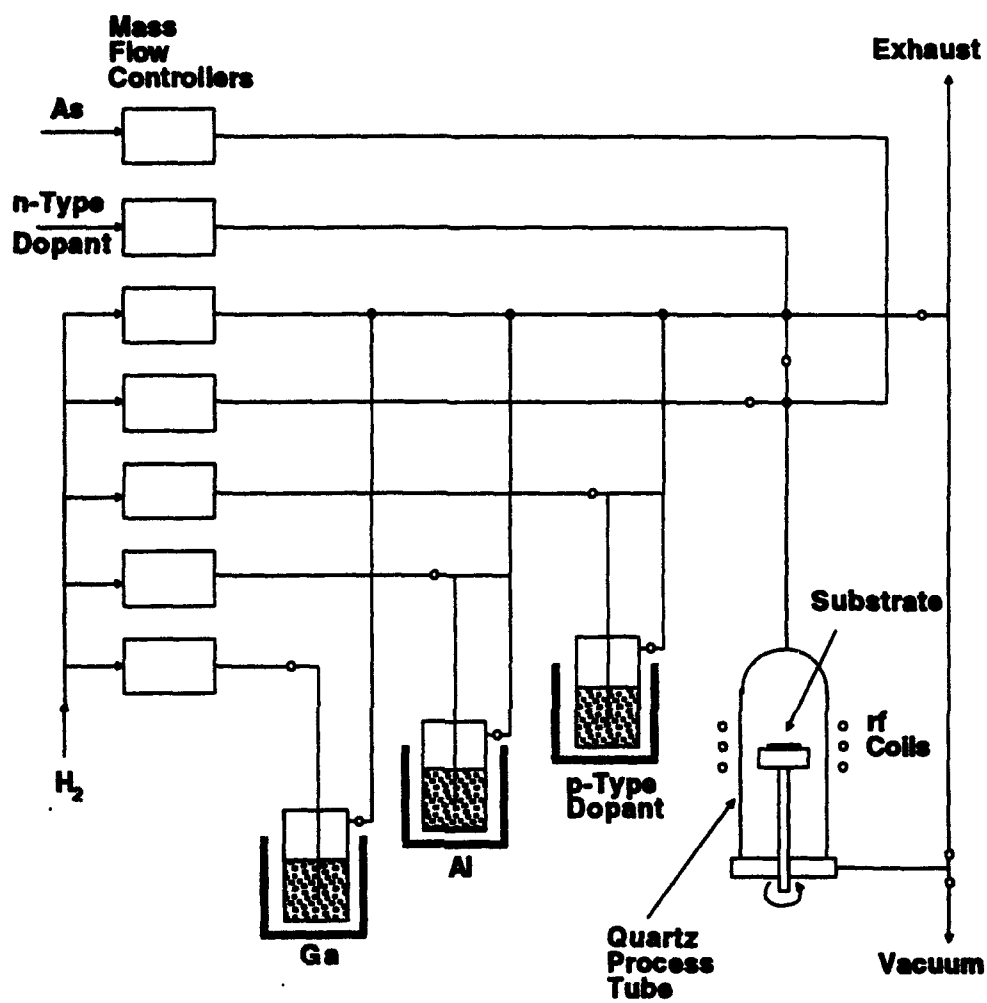 Mass
Flow
Controllers
Exhaust
As
n-Type
Dopant
Substrate
rf
Coils
H2
p-Type
Dopant
Al
Ga
Quartz
Process
Tube
Vacuum